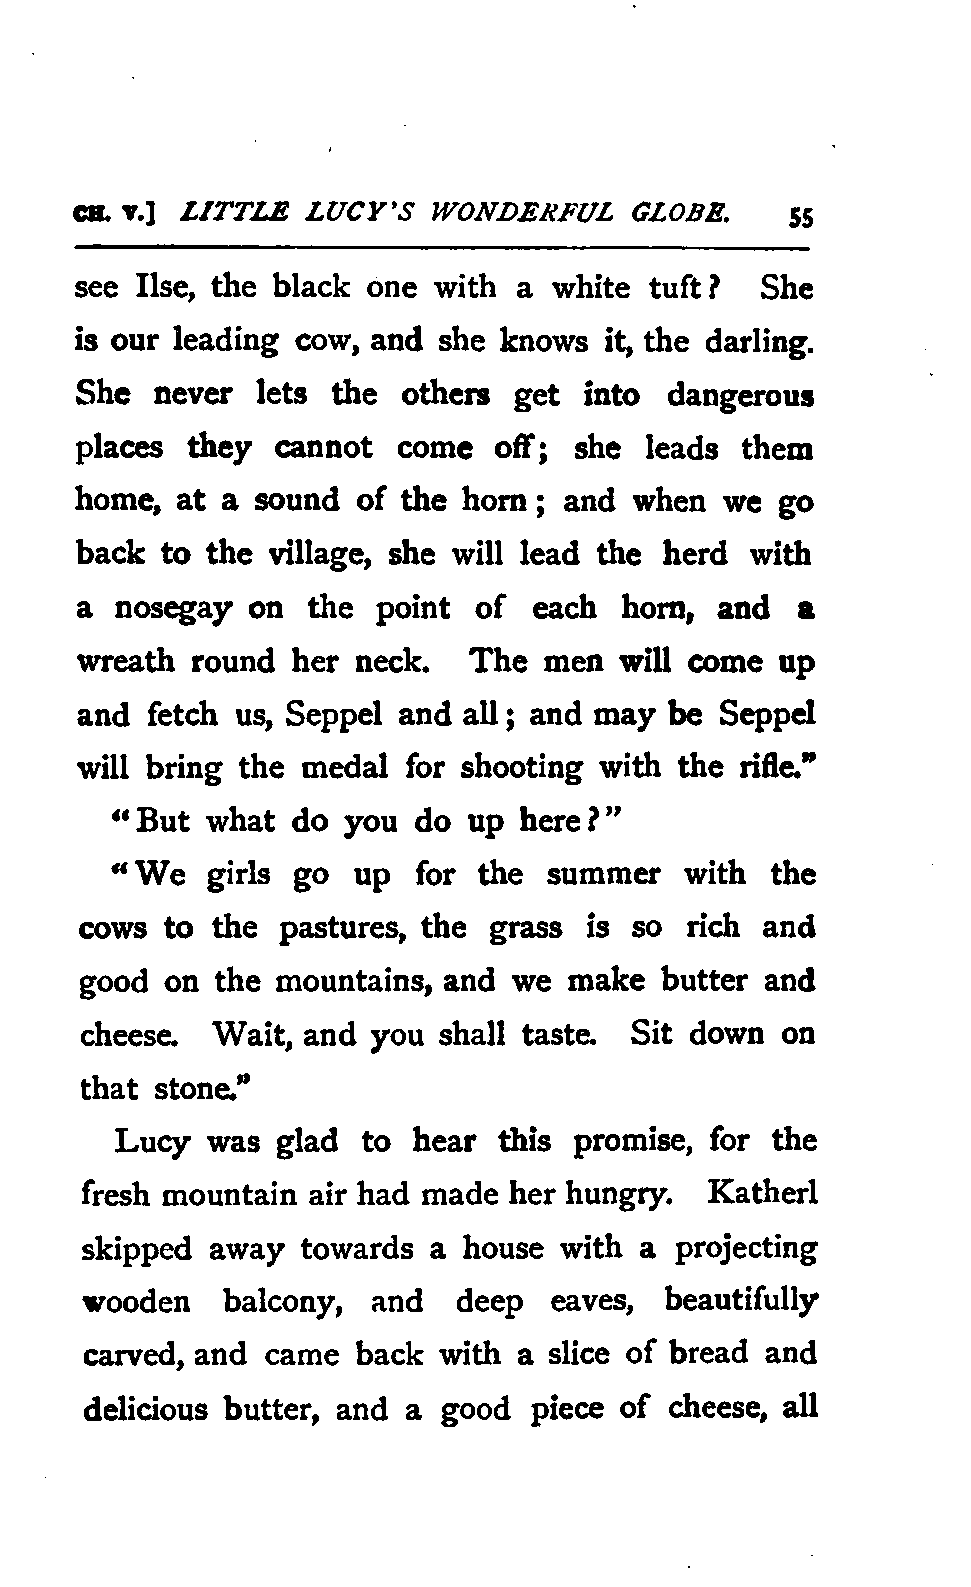 CH. V.] LITTLE LUCY'S WONDERFUL GLOBE. 55
see Ilse, the black one with a white tuft? She
is our leading cow, and she knows it, the darling.
She never lets the others get into dangerous
places they cannot come off; she leads them
home, at a sound of the horn; and when we go
back to the village, she will lead the herd with
a nosegay on the point of each horn, and a
wreath round her neck. The men will come up
and fetch us, Seppel and all; and may be Seppel
will bring the medal for shooting with the rifle."
"But what do you do up here?"
"We girls go up for the summer with the
cows to the pastures, the grass is so rich and
good on the mountains, and we make butter and
cheese. Wait, and you shall taste. Sit down on
that stone."
Lucy was glad to hear this promise, for the
fresh mountain air had made her hungry. Katherl
skipped away towards a house with a projecting
wooden balcony, and deep eaves, beautifully
carved, and came back with a slice of bread and
delicious butter, and a good piece of cheese, all